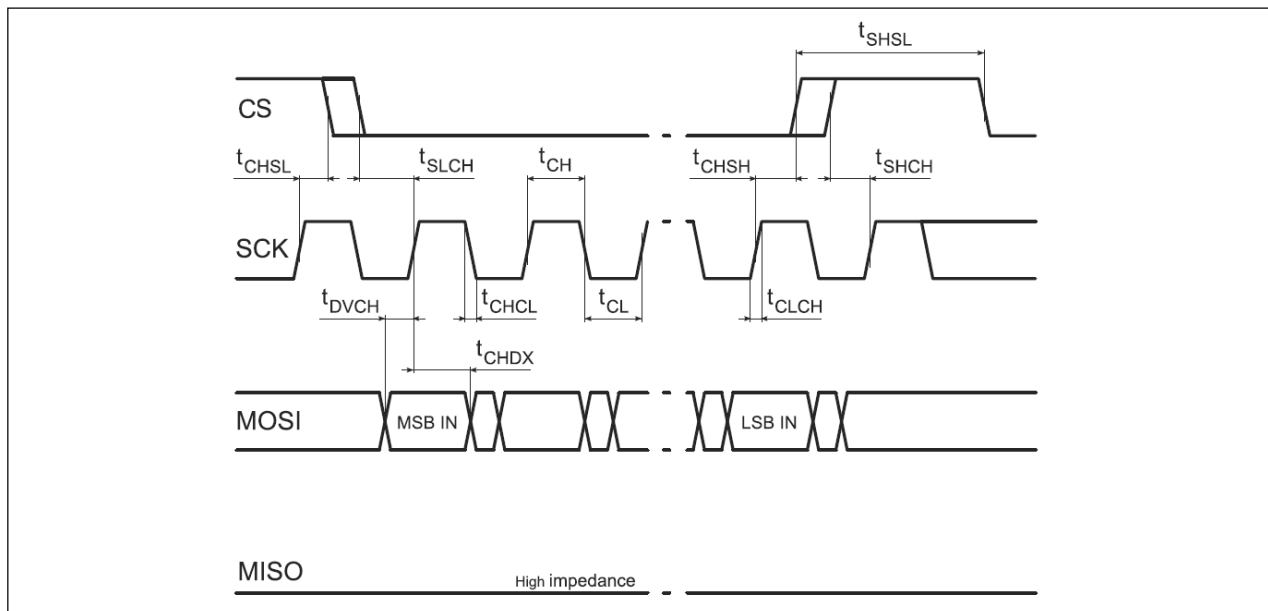 tSHSL
CS
tCHSL
tSLCH
tCH
tCHSH
tSHCH
SCK
tDVCH
tCHCL
tCL
tCLCH
tCHDX
MOSI
MSB IN
LSB IN
MISO
High impedance